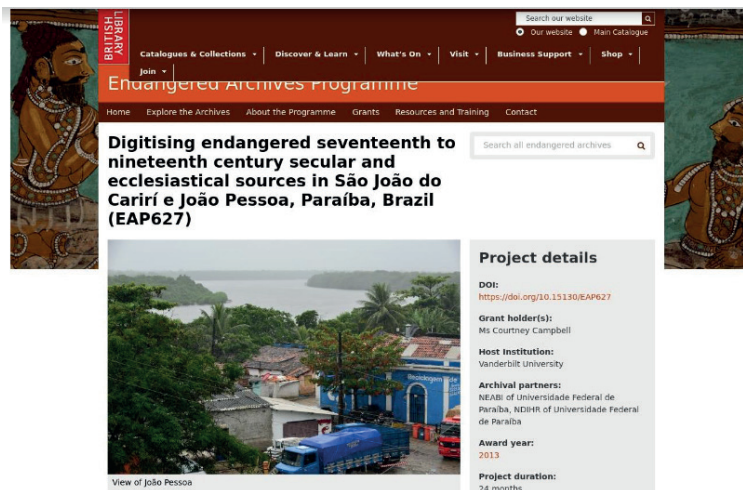 BRITISH
LIBRARY
Search our website
Our website Main Catalogue
Catalogues & Collections Discover & Learn What's On Visit Business Support Shop
Join
Endangered Archives Programme
Home Explore the Archives About the Programme Grants Resources and Training Contact
Digitising endangered seventeenth to
nineteenth century secular and
ecclesiastical sources in São João do
Carirí e João Pessoa, Paraíba, Brazil
(EAP627)
Search all endangered archives
View of João Pessoa
Project details
DOI:
https://doi.org/10.15130/EAP627
Grant holder(s):
Ms Courtney Campbell
Host Institution:
Vanderbilt University
Archival partners:
NEABI of Universidade Federal de
Paraíba, NDIHR of Universidade Federal
de Paraíba
Award year:
2013
Project duration:
24 months